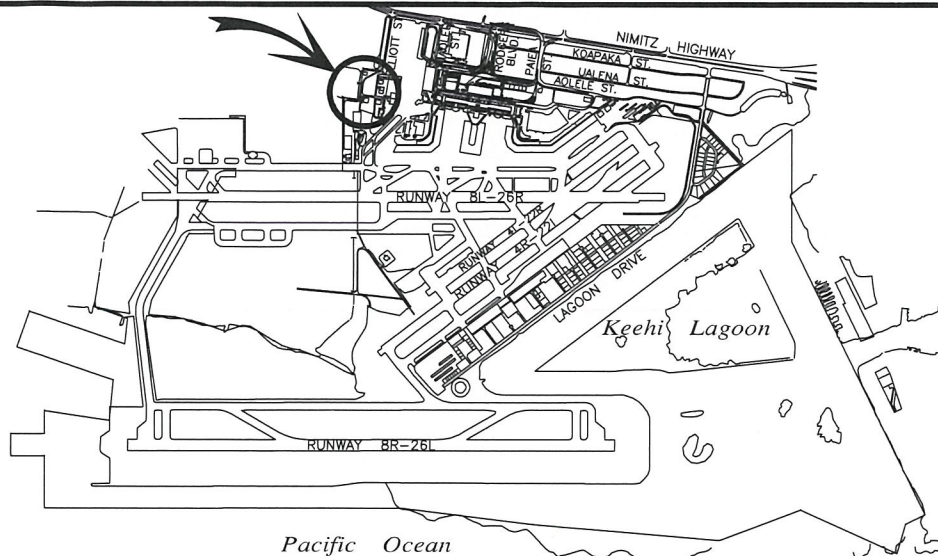 NIMITZ HIGHWAY
ELLIOTT ST.
RODGERS BLVD.
PAIEA ST.
KOAPAKA ST.
UALENA ST.
AOLELE ST.
RUNWAY 8L-26R
RUNWAY 4L-22R
RUNWAY 4R-22L
LAGOON DRIVE
Keehi Lagoon
RUNWAY 8R-26L
Pacific Ocean